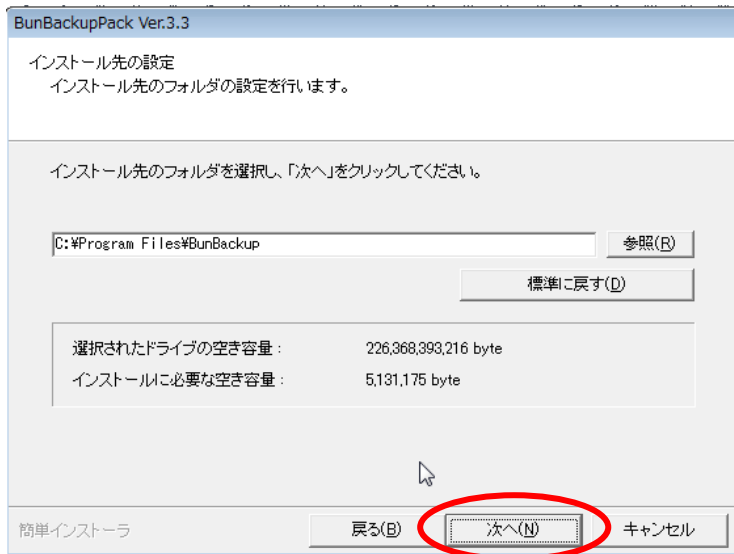 BunBackupPack Ver.3.3
インストール先の設定
インストール先のフォルダの設定を行います。
インストール先のフォルダを選択し、「次へ」をクリックしてください。
C:¥Program Files¥BunBackup
参照(R)
標準に戻す(D)
選択されたドライブの空き容量：
226,368,393,216 byte
インストールに必要な空き容量：
5,131,175 byte
簡単インストーラ
戻る(B)
次へ(N)
キャンセル